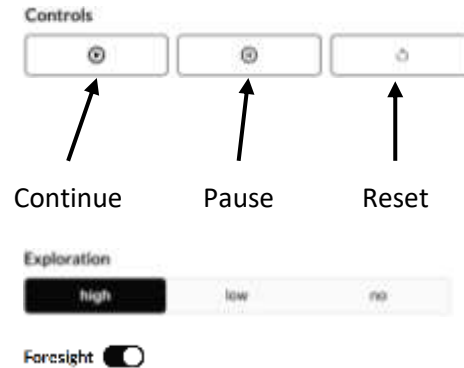 Controls
Continue Pause Reset
Exploration
high low no
Foresight